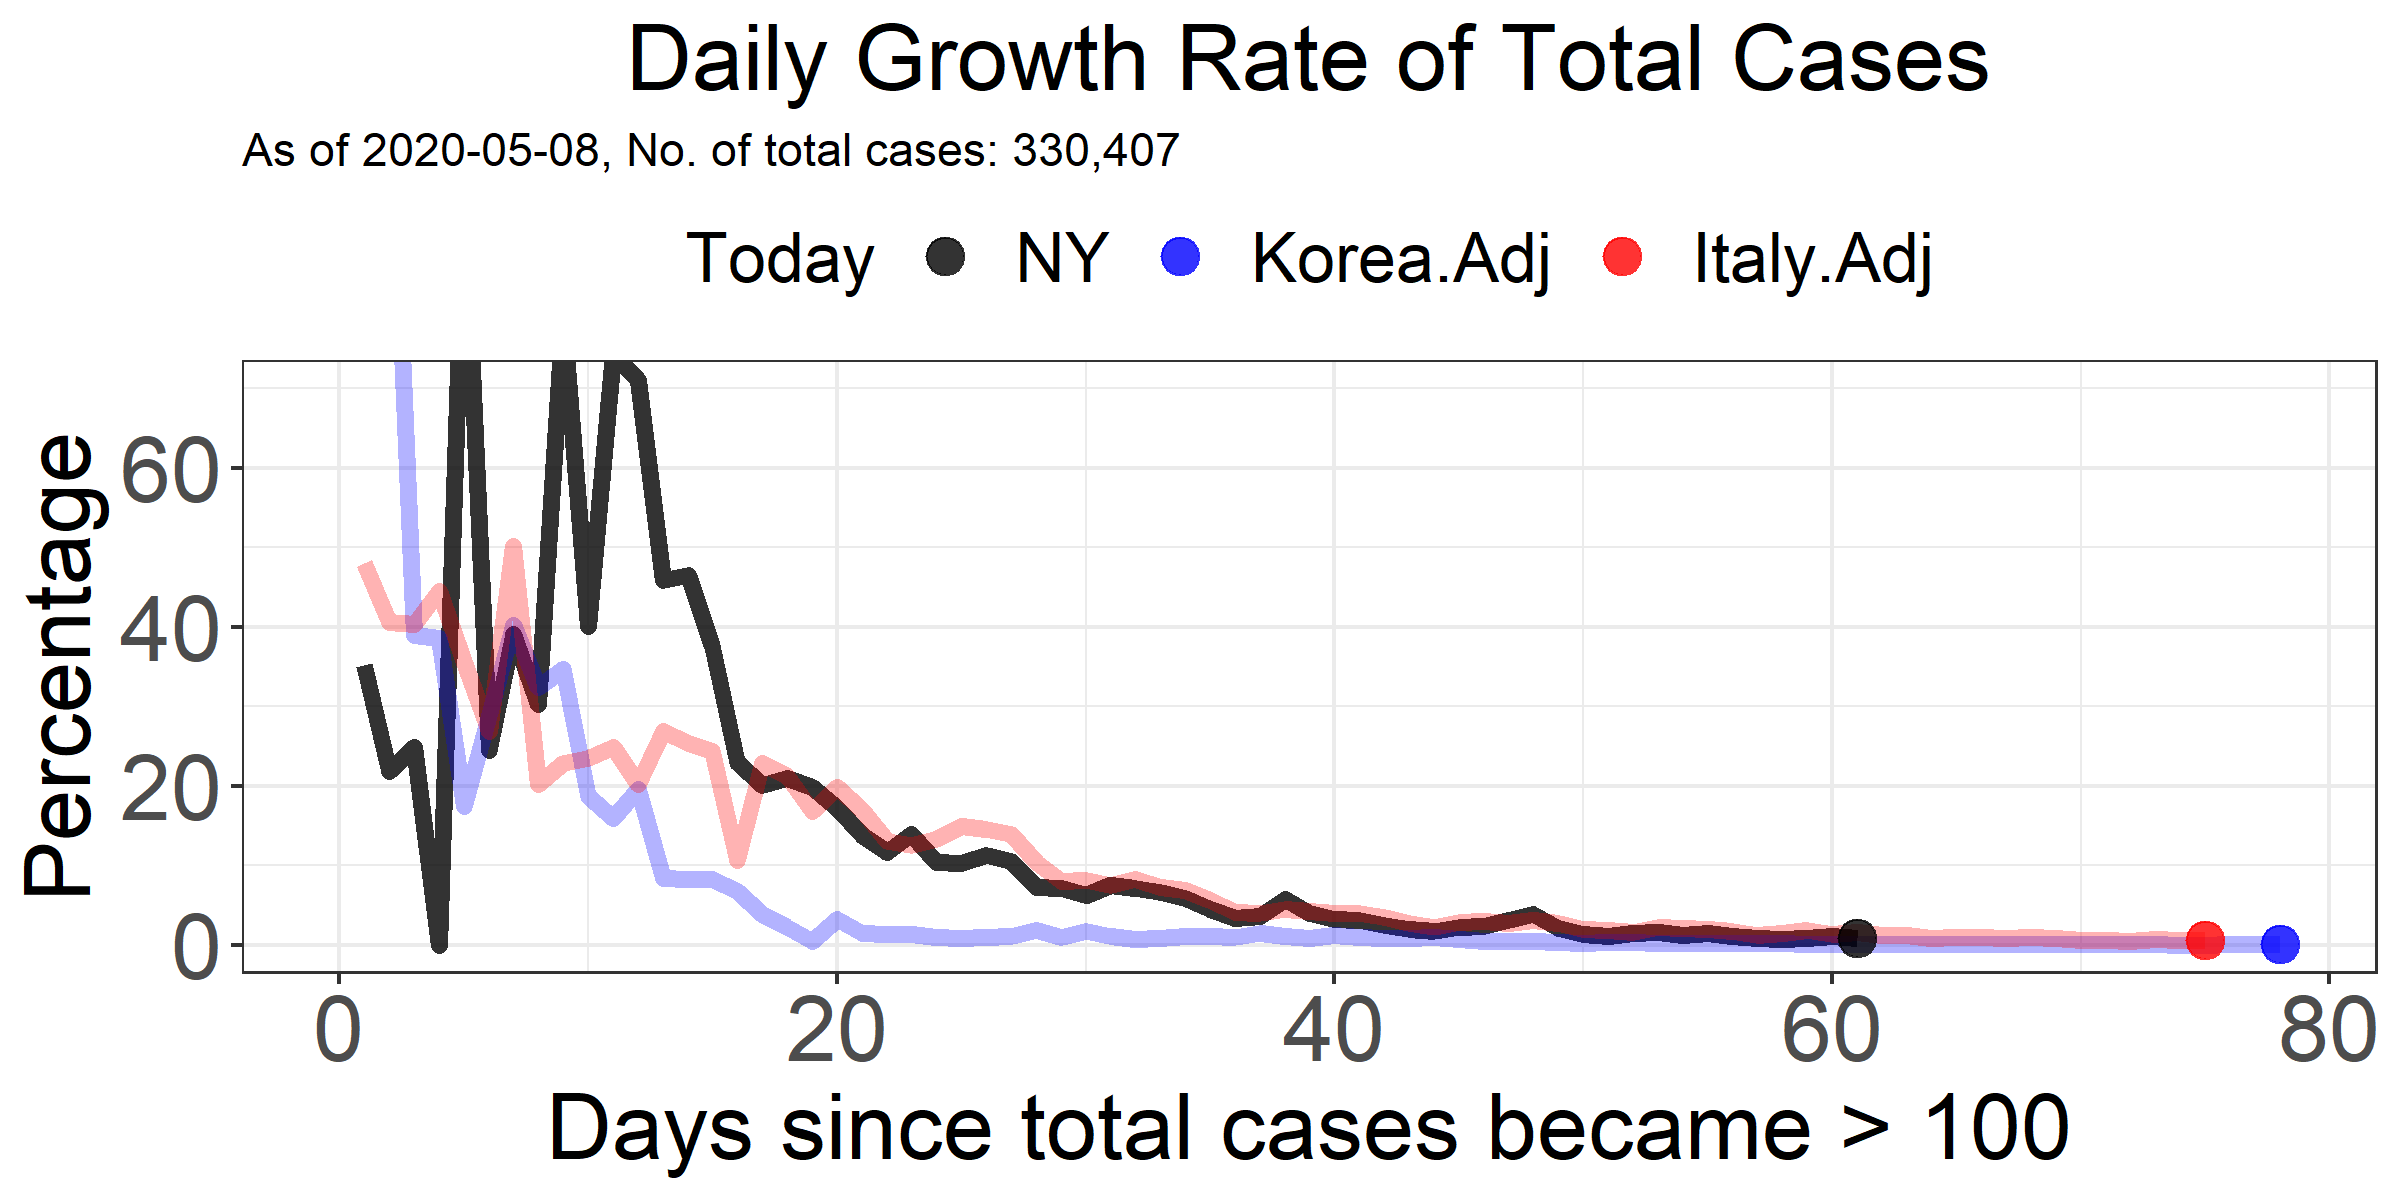 Daily Growth Rate of Total Cases
As of 2020-05-08, No. of total cases: 330,407
Today NY Korea.Adj Italy.Adj
Percentage
60
40
20
0
0 20 40 60 80
Days since total cases became > 100